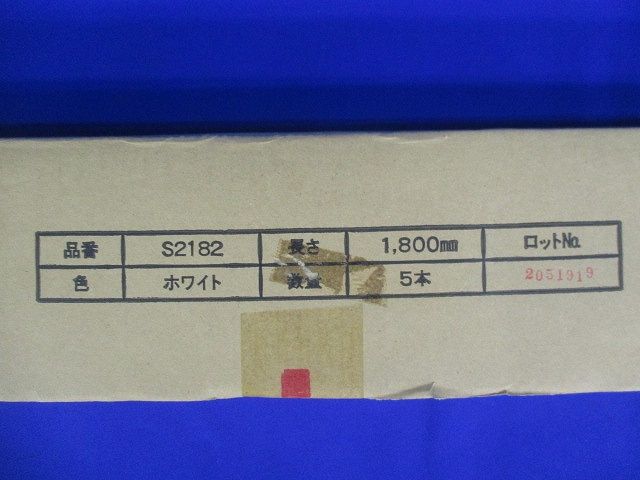 品番 S2182 長さ 1,800㎜ ロット№
色 ホワイト 数量 5本 2051919